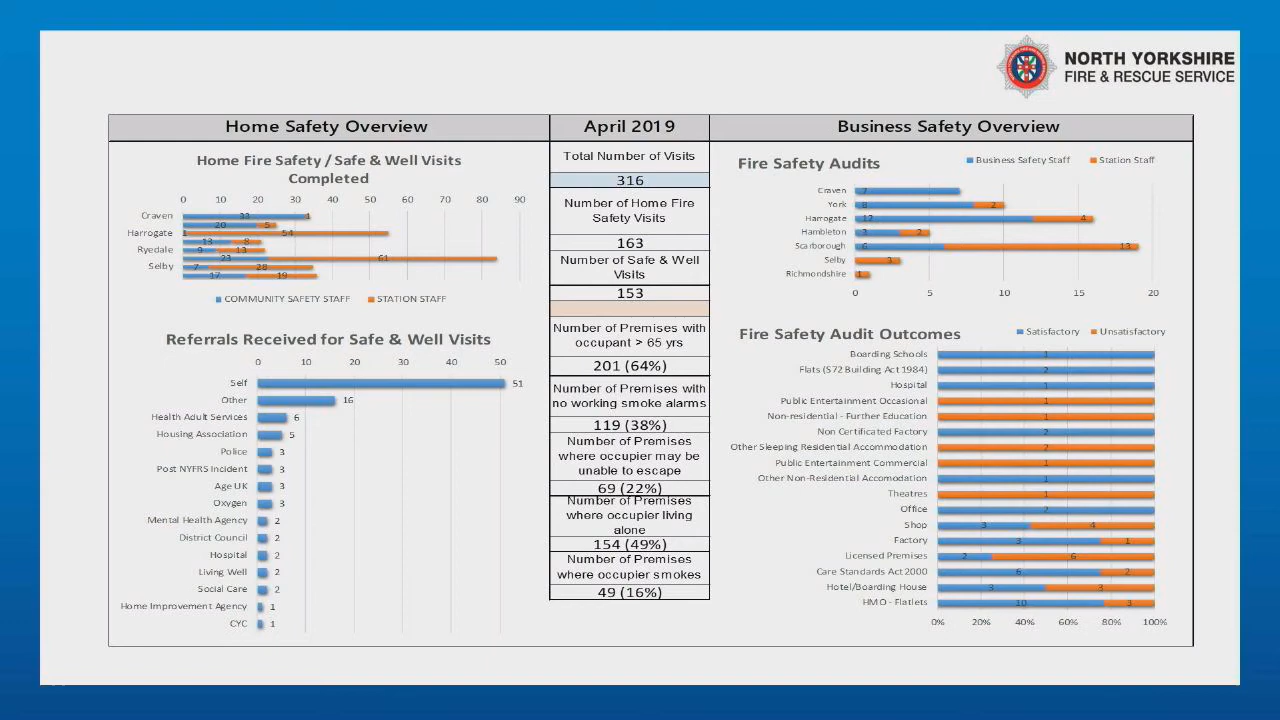 NORTH YORKSHIRE
FIRE & RESCUE SERVICE
Home Safety Overview
April 2019
Business Safety Overview
Home Fire Safety / Safe & Well Visits
Completed
0 10 20 30 40 50 60 70 80 90
Craven 33 1
20 5
Harrogate 1 54
13 8
Ryedale 9 13
23 61
Selby 7 28
17 19
COMMUNITY SAFETY STAFF STATION STAFF
Referrals Received for Safe & Well Visits
0 10 20 30 40 50
Self 51
Other 16
Health Adult Services 6
Housing Association 5
Police 3
Post NYFRS Incident 3
Age UK 3
Oxygen 3
Mental Health Agency 2
District Council 2
Hospital 2
Living Well 2
Social Care 2
Home Improvement Agency 1
CYC 1
Total Number of Visits
316
Number of Home Fire
Safety Visits
163
Number of Safe & Well
Visits
153
Number of Premises with
occupant > 65 yrs
201 (64%)
Number of Premises with
no working smoke alarms
119 (38%)
Number of Premises
where occupier may be
unable to escape
69 (22%)
Number of Premises
where occupier living
alone
154 (49%)
Number of Premises
where occupier smokes
49 (16%)
Fire Safety Audits
Business Safety Staff Station Staff
Craven 7
York 8 2
Harrogate 12 4
Hambleton 3 2
Scarborough 6 13
Selby 3
Richmondshire 1
0 5 10 15 20
Fire Safety Audit Outcomes
Satisfactory Unsatisfactory
Boarding Schools 1
Flats (S72 Building Act 1984) 2
Hospital 1
Public Entertainment Occasional 1
Non-residential - Further Education 1
Non Certificated Factory 2
Other Sleeping Residential Accommodation 2
Public Entertainment Commercial 1
Other Non-Residential Accomodation 1
Theatres 1
Office 2
Shop 3 4
Factory 3 1
Licensed Premises 2 6
Care Standards Act 2000 6 2
Hotel/Boarding House 3 3
HMO - Flatlets 10 3
0% 20% 40% 60% 80% 100%